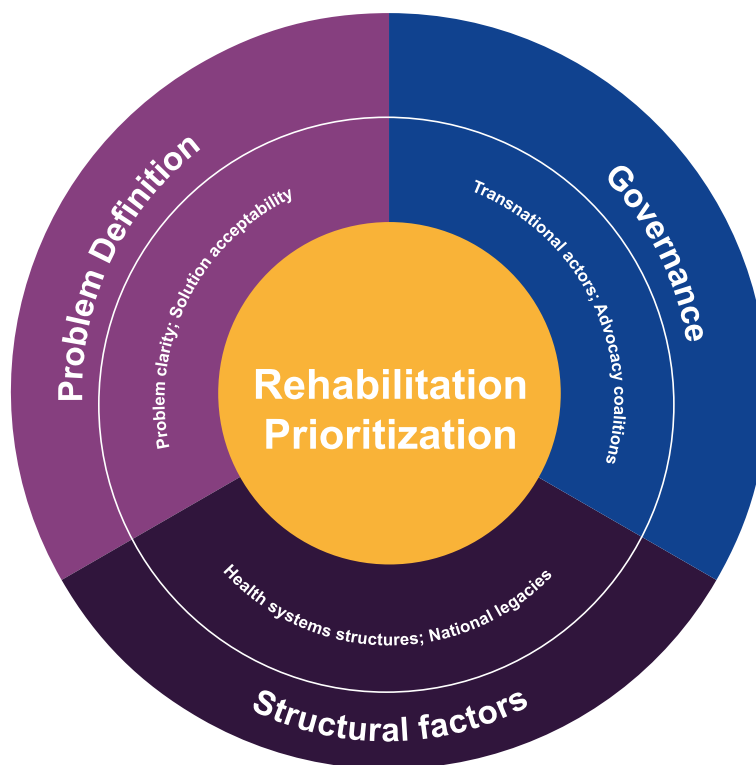 Problem Definition
Problem clarity; Solution acceptability
Governance
Transnational actors; Advocacy coalitions
Rehabilitation
Prioritization
Health systems structures; National legacies
Structural factors